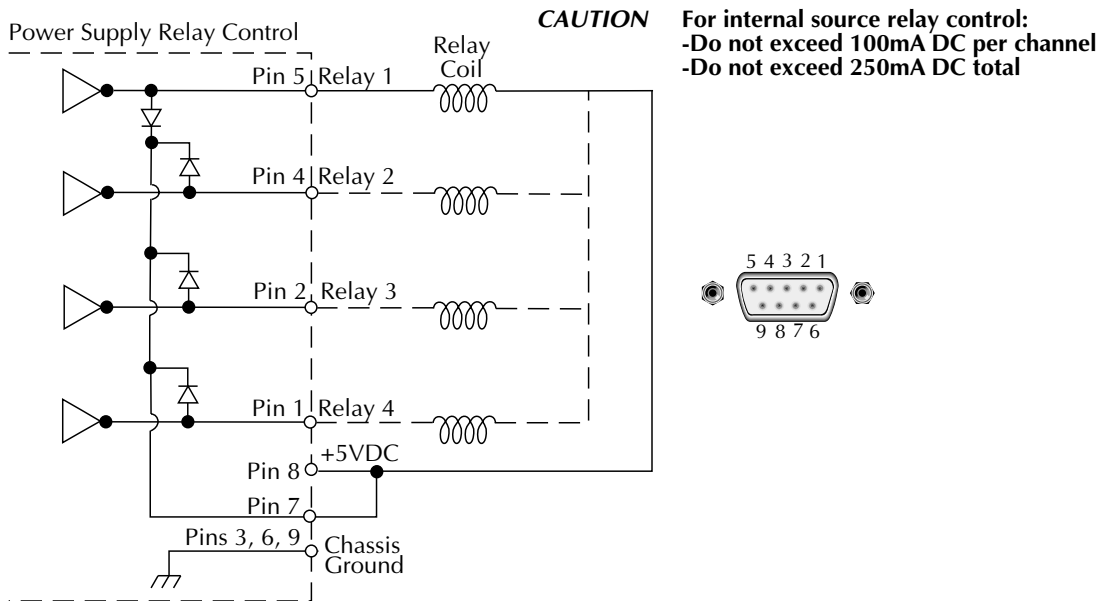 CAUTION
For internal source relay control:
-Do not exceed 100mA DC per channel
-Do not exceed 250mA DC total
Power Supply Relay Control
Relay
Coil
Pin 5 Relay 1
Pin 4 Relay 2
Pin 2 Relay 3
Pin 1 Relay 4
+5VDC
Pin 8
Pin 7
Pins 3, 6, 9
Chassis
Ground
5 4 3 2 1
9 8 7 6